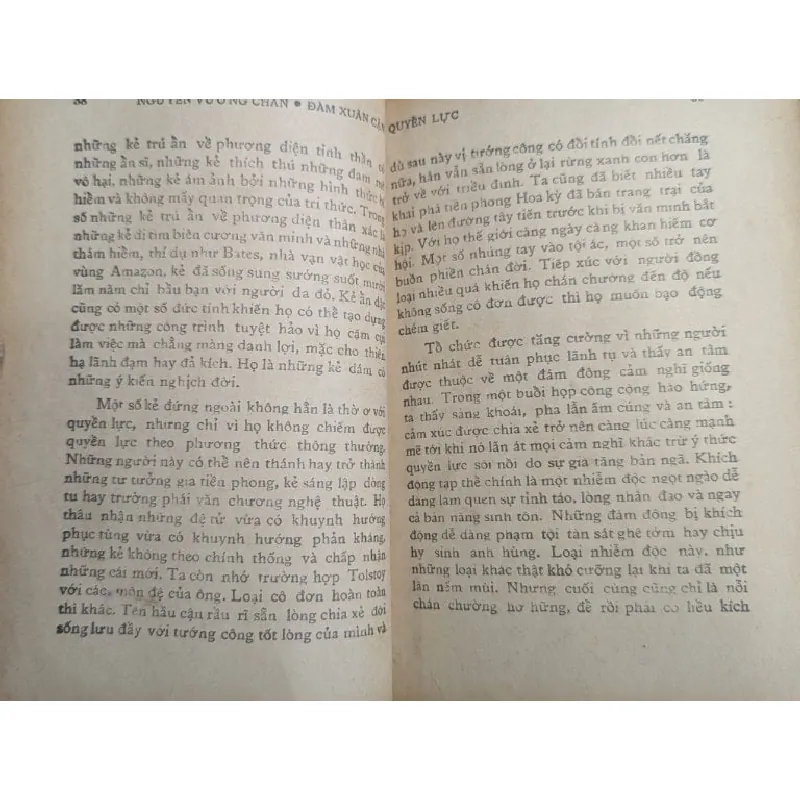 38 NGUYỄN VƯƠNG CHẤN • ĐÀM XUÂN CẬN
những kẻ trú ẩn về phương diện tinh thần
những ẩn sĩ, những kẻ thích thú những đam mê
vô hại, những kẻ ám ảnh bởi những hình thức
hiểm và không mấy quan trọng của tri thức. Trong
số những kẻ trú ẩn về phương diện thân xác là
những kẻ đi tìm biên cương văn minh và những nhà
thám hiểm, thí dụ như Bates, nhà vạn vật học của
vùng Amazon, kẻ đã sống sung sướng suốt mười
lăm năm chỉ bầu bạn với người da đỏ. Kẻ ẩn dật
cũng có một số đức tính khiến họ có thể tạo dựng
được những công trình tuyệt hảo vì họ cặm cụi
làm việc mà chẳng màng danh lợi, mặc cho thiên
hạ lãnh đạm hay đả kích. Họ là những kẻ dám có
những ý kiến nghịch đời.
Một số kẻ đứng ngoài không hẳn là thờ ơ với
quyền lực, nhưng chỉ vì họ không chiếm được
quyền lực theo phương thức thông thường.
Những người này có thể nên thánh hay trở thành
những tư tưởng gia tiền phong, kẻ sáng lập dòng
tu hay trường phái văn chương nghệ thuật. Họ
thâu nhận những đệ tử vừa có khuynh hướng
phục tùng vừa có khuynh hướng phản kháng,
những kẻ không theo chính thống và chấp nhận
những cái mới. Ta còn nhớ trường hợp Tolstoy
với các môn đệ của ông. Loại cô đơn hoàn toàn
thì khác. Tên hầu cận rầu rĩ sẵn lòng chia xẻ đời
sống lưu đầy với tướng công tốt lòng của mình và
QUYỀN LỰC
dù sau này vị tướng công có đổi tính đổi nết chăng
nữa, hắn vẫn sẵn lòng ở lại rừng xanh con hơn là
trở về với triều đình. Ta cũng đã biết nhiều tay
khai phá tiên phong Hoa kỳ đã bán trang trại của
họ và lên đường tây tiến trước khi bị văn minh bắt
kịp. Với họ thế giới càng ngày càng khan hiếm cơ
hội. Một số nhúng tay vào tội ác, một số trở nên
buồn phiền chán đời. Tiếp xúc với người đồng
loại nhiều quá khiến họ chán chường đến độ nếu
không sống cô đơn được thì họ muốn bạo động
chém giết.
Tổ chức được tăng cường vì những người
nhút nhát dễ tuân phục lãnh tụ và thấy an tâm
được thuộc về một đám đông cảm nghĩ giống
nhau. Trong một buổi họp công cộng hào hứng,
ta thấy sảng khoái, pha lẫn ấm cúng và an tâm :
cảm xúc được chia xẻ trở nên càng lúc càng mạnh
mẽ tới khi nó lấn át mọi cảm nghĩ khác trừ ý thức
quyền lực sôi nổi do sự gia tăng bản ngã. Khích
động tập thể chính là một nhiễm độc ngọt ngào dễ
dàng làm quên sự tỉnh táo, lòng nhân đạo và ngay
cả bản năng sinh tồn. Những đám đông bị khích
động dễ dàng phạm tội tàn sát ghê tởm hay chịu
hy sinh anh hùng. Loại nhiễm độc này, như
những loại khác thật khó cưỡng lại khi ta đã một
lần nếm mùi. Nhưng cuối cùng cũng chỉ là nỗi
chán chường hơ hững, để rồi phải có liều kích